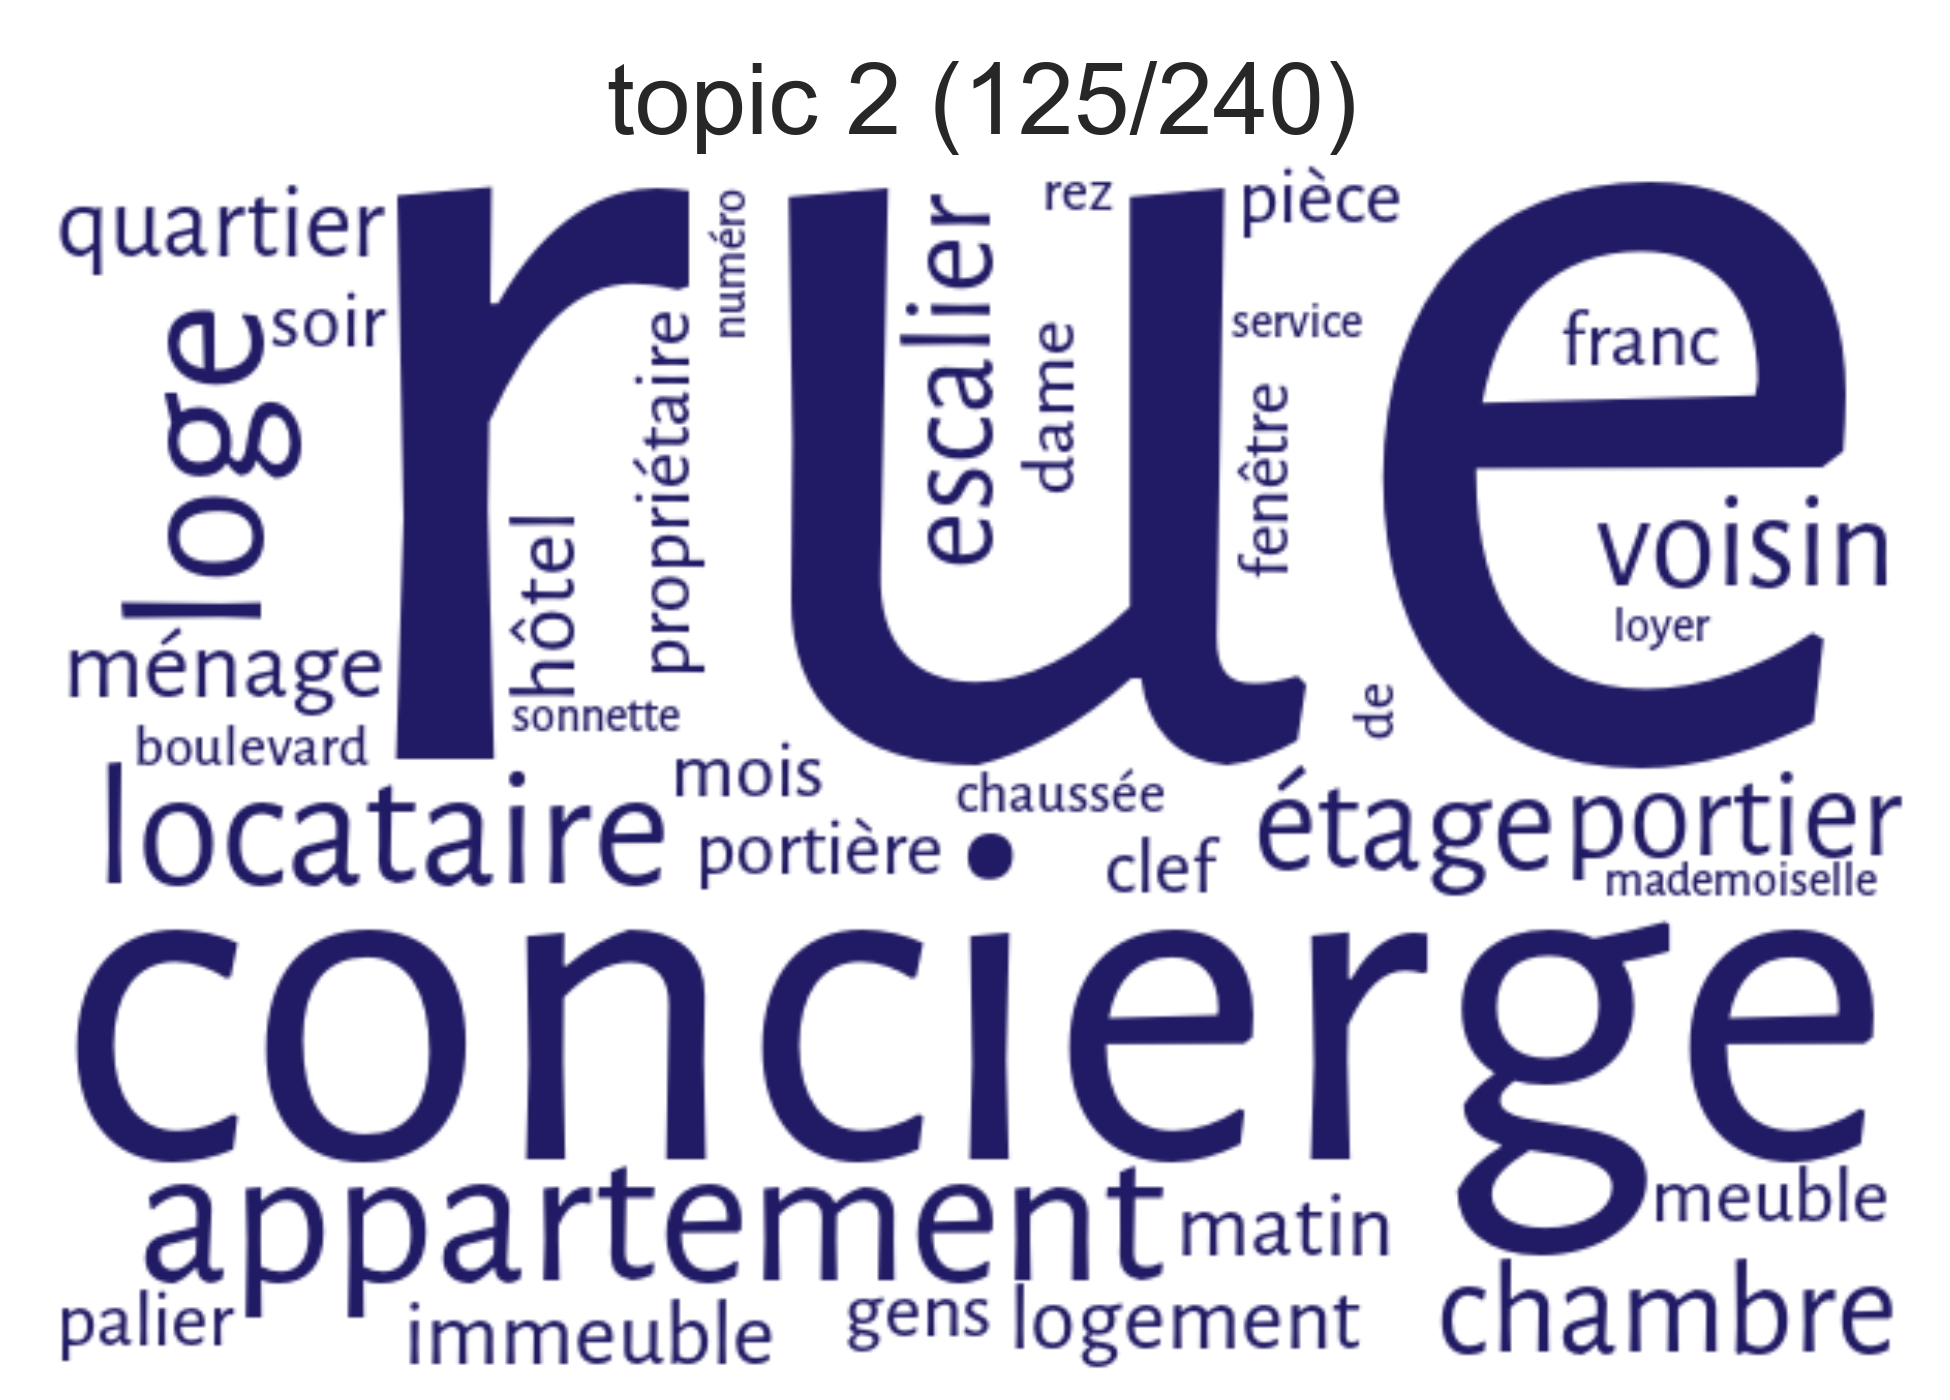 topic 2 (125/240)
quartier
rue
numéro
escalier
rez
pièce
loge
soir
propriétaire
dame
service
fenêtre
franc
hôtel
voisin
loyer
ménage
sonnette
de
boulevard
locataire
mois
chaussée
étage
portier
portière
clef
mademoiselle
concierge
appartement
matin
meuble
palier
immeuble
gens
logement
chambre